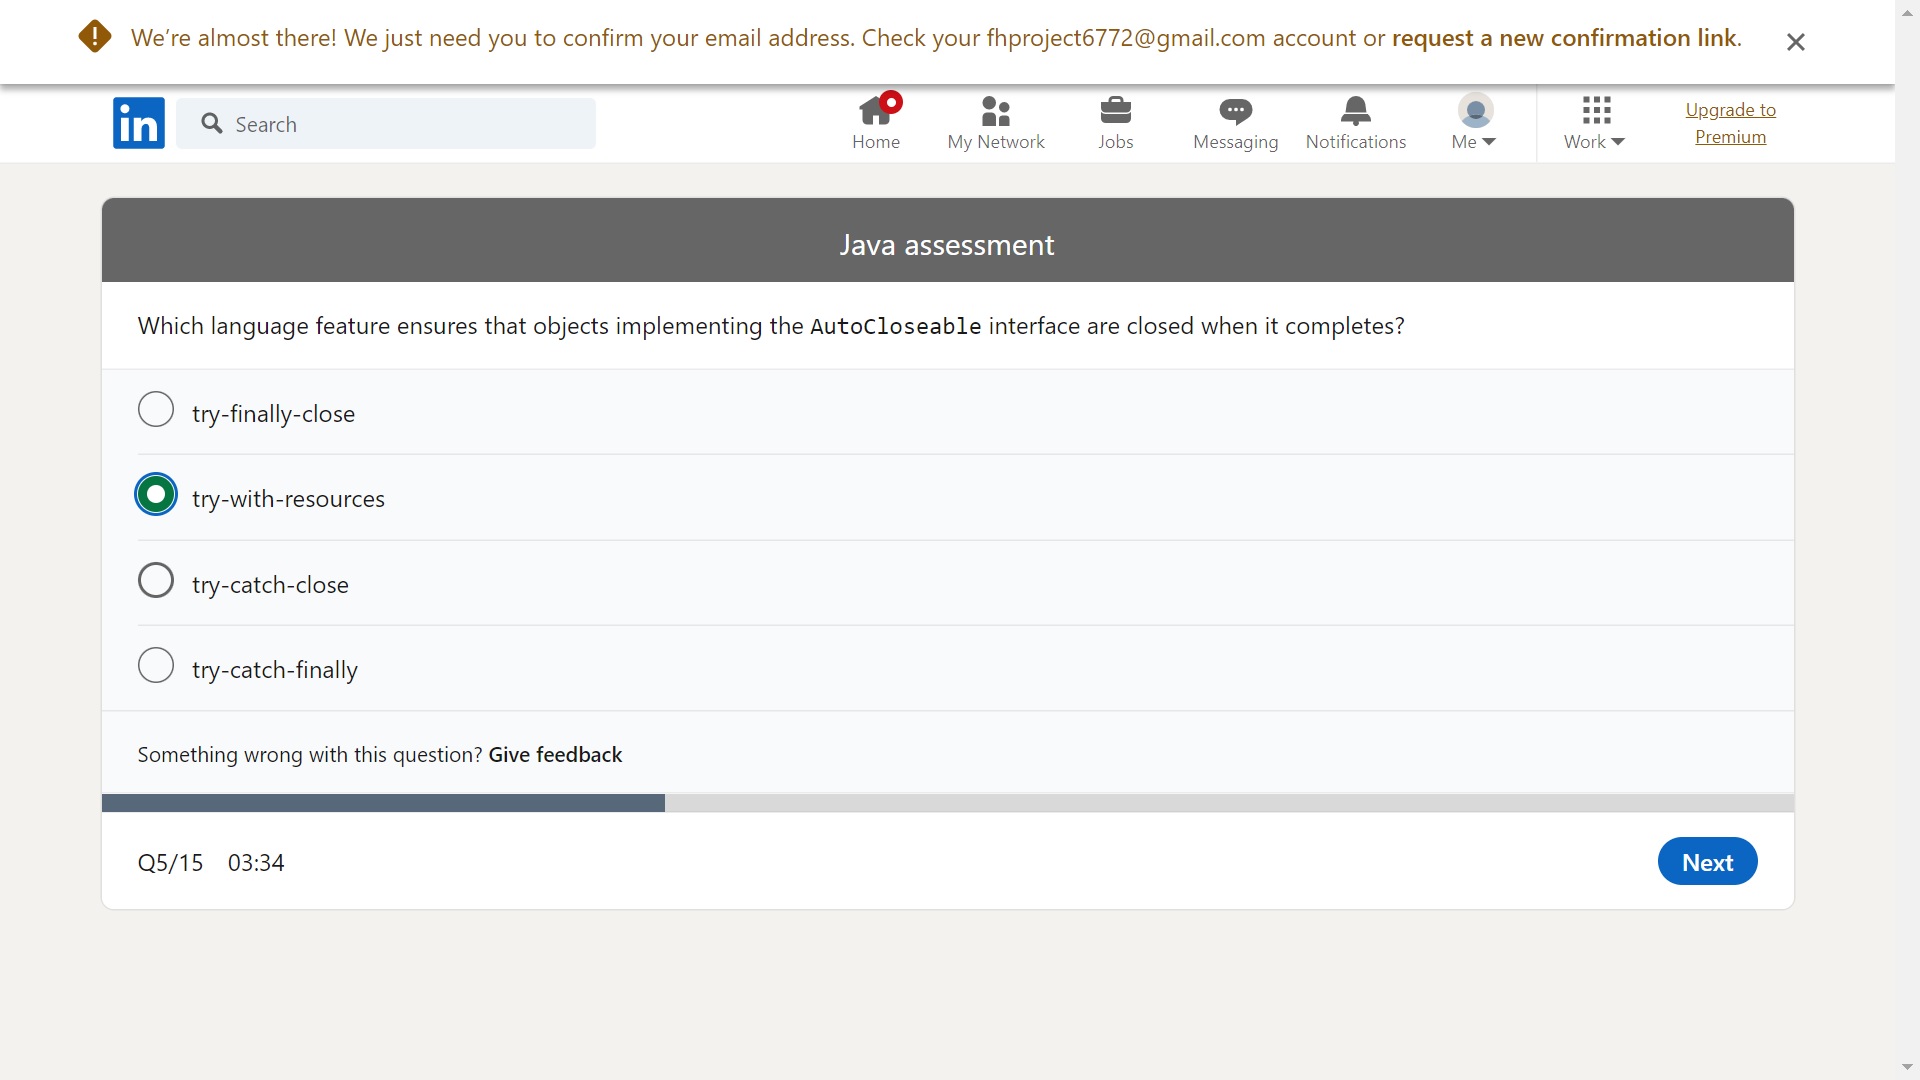 We’re almost there! We just need you to confirm your email address. Check your fhproject6772@gmail.com account or request a new confirmation link.
in
Search
Home
My Network
Jobs
Messaging
Notifications
Me
Work
Upgrade to
Premium
Java assessment
Which language feature ensures that objects implementing the AutoCloseable interface are closed when it completes?
try-finally-close
try-with-resources
try-catch-close
try-catch-finally
Something wrong with this question? Give feedback
Q5/15 03:34
Next